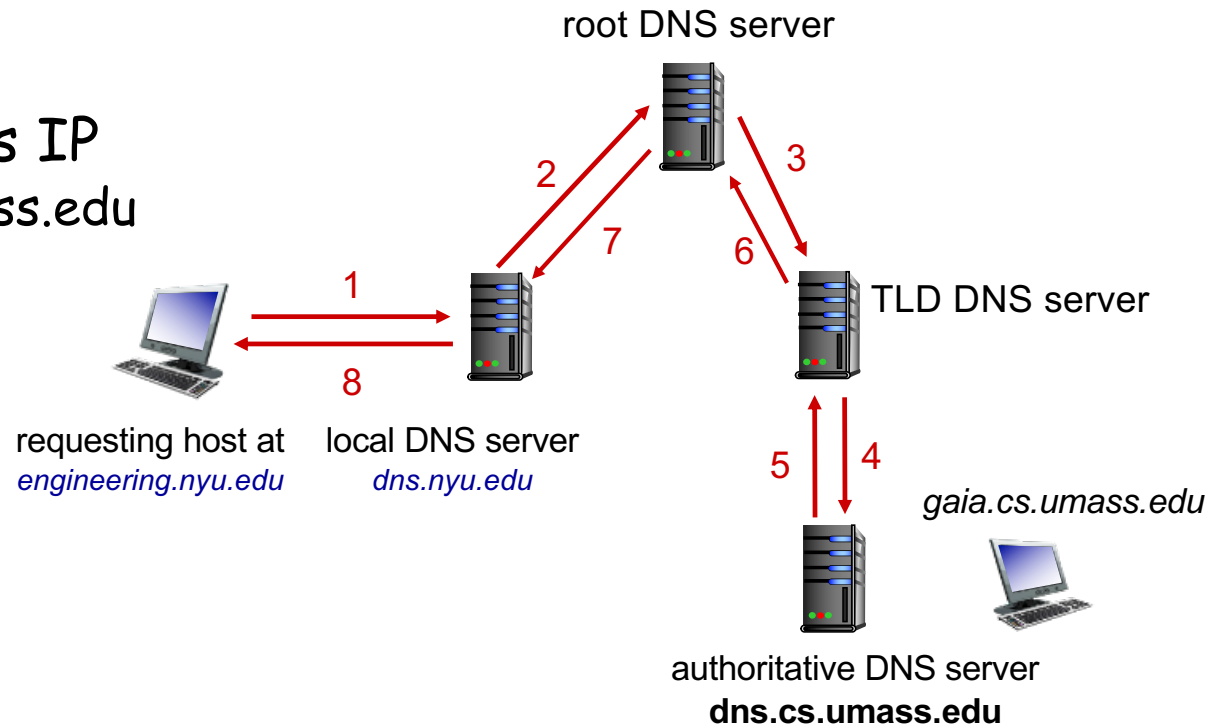 root DNS server
s IP
ss.edu
2
3
7
6
1
TLD DNS server
8
requesting host at
engineering.nyu.edu
local DNS server
dns.nyu.edu
5
4
gaia.cs.umass.edu
authoritative DNS server
dns.cs.umass.edu